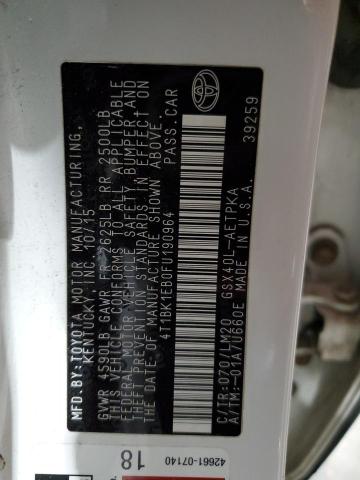 MFD.BY:TOYOTA MOTOR MANUFACTURING,
KENTUCKY,INC. 10/15
GVWR 4590LB GAWR FR 2625LB RR 2500LB
THIS VEHICLE CONFORMS TO ALL APPLICABLE
FEDERAL MOTOR VEHICLE SAFETY, BUMPER, AND
THEFT PREVENTION STANDARDS IN EFFECT ON
THE DATE OF MANUFACTURE SHOWN ABOVE.
4T1BK1EB0FU190964 PASS.CAR
C/TR:070/LM20 GSX40L-AETPKA
A/TM:-01A/U660E
39259
18
42661-07140